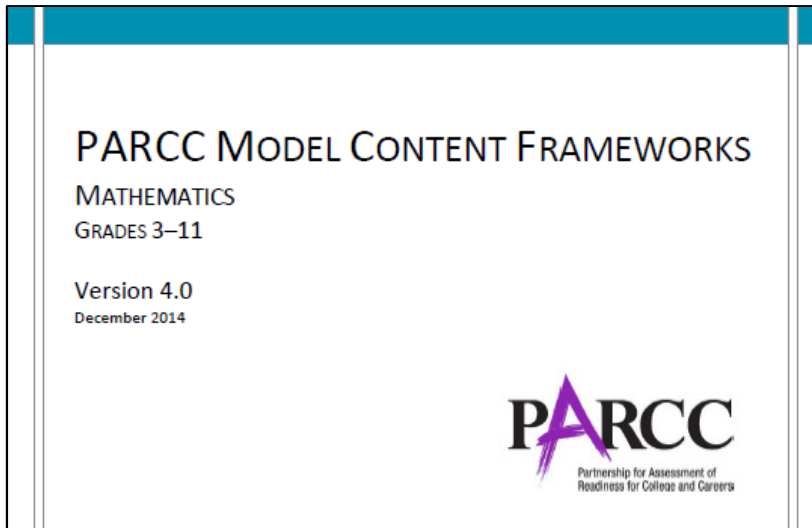 PARCC MODEL CONTENT FRAMEWORKS
MATHEMATICS
GRADES 3–11
Version 4.0
December 2014
PARCC
Partnership for Assessment of
Readiness for College and Careers